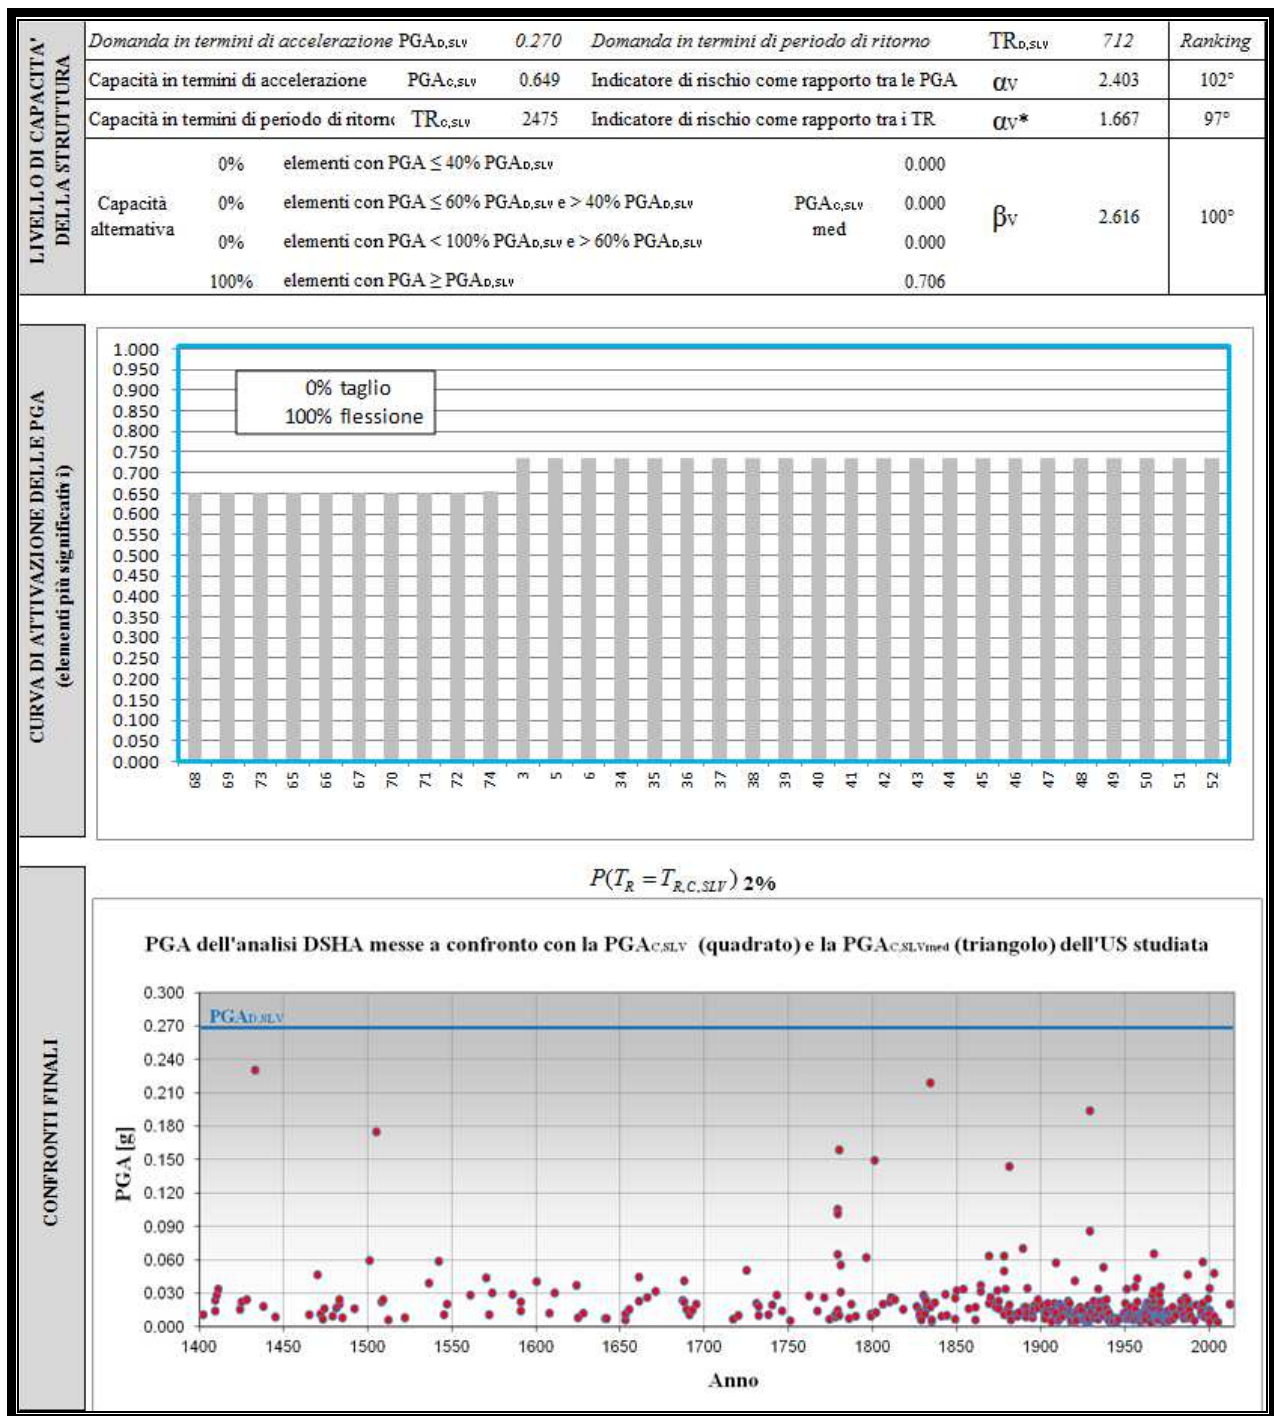 LIVELLO DI CAPACITA'
DELLA STRUTTURA
Domanda in termini di accelerazione PGAD,SLV 0.270 Domanda in termini di periodo di ritorno TRD,SLV 712 Ranking
Capacità in termini di accelerazione PGAC,SLV 0.649 Indicatore di rischio come rapporto tra le PGA αV 2.403 102°
Capacità in termini di periodo di ritorno TRC,SLV 2475 Indicatore di rischio come rapporto tra i TR αV* 1.667 97°
Capacità
alternativa
0% elementi con PGA ≤ 40% PGAD,SLV 0.000
0% elementi con PGA ≤ 60% PGAD,SLV e > 40% PGAD,SLV 0.000
0% elementi con PGA < 100% PGAD,SLV e > 60% PGAD,SLV 0.000
100% elementi con PGA ≥ PGAD,SLV 0.706
PGAC,SLV
med
βV 2.616 100°
CURVA DI ATTIVAZIONE DELLE PGA
(elementi più significativi)
1.000
0.950
0.900
0.850
0.800
0.750
0.700
0.650
0.600
0.550
0.500
0.450
0.400
0.350
0.300
0.250
0.200
0.150
0.100
0.050
0.000
0% taglio
100% flessione
68 69 73 65 66 67 70 71 72 74 3 5 6 34 35 36 37 38 39 40 41 42 43 44 45 46 47 48 49 50 51 52
CONFRONTI FINALI
P(TR = TR,C,SLV) 2%
PGA dell'analisi DSHA messe a confronto con la PGAC,SLV (quadrato) e la PGAC,SLVmed (triangolo) dell'US studiata
PGA [g]
0.300
0.270
0.240
0.210
0.180
0.150
0.120
0.090
0.060
0.030
0.000
PGAD,SLV
1400 1450 1500 1550 1600 1650 1700 1750 1800 1850 1900 1950 2000
Anno